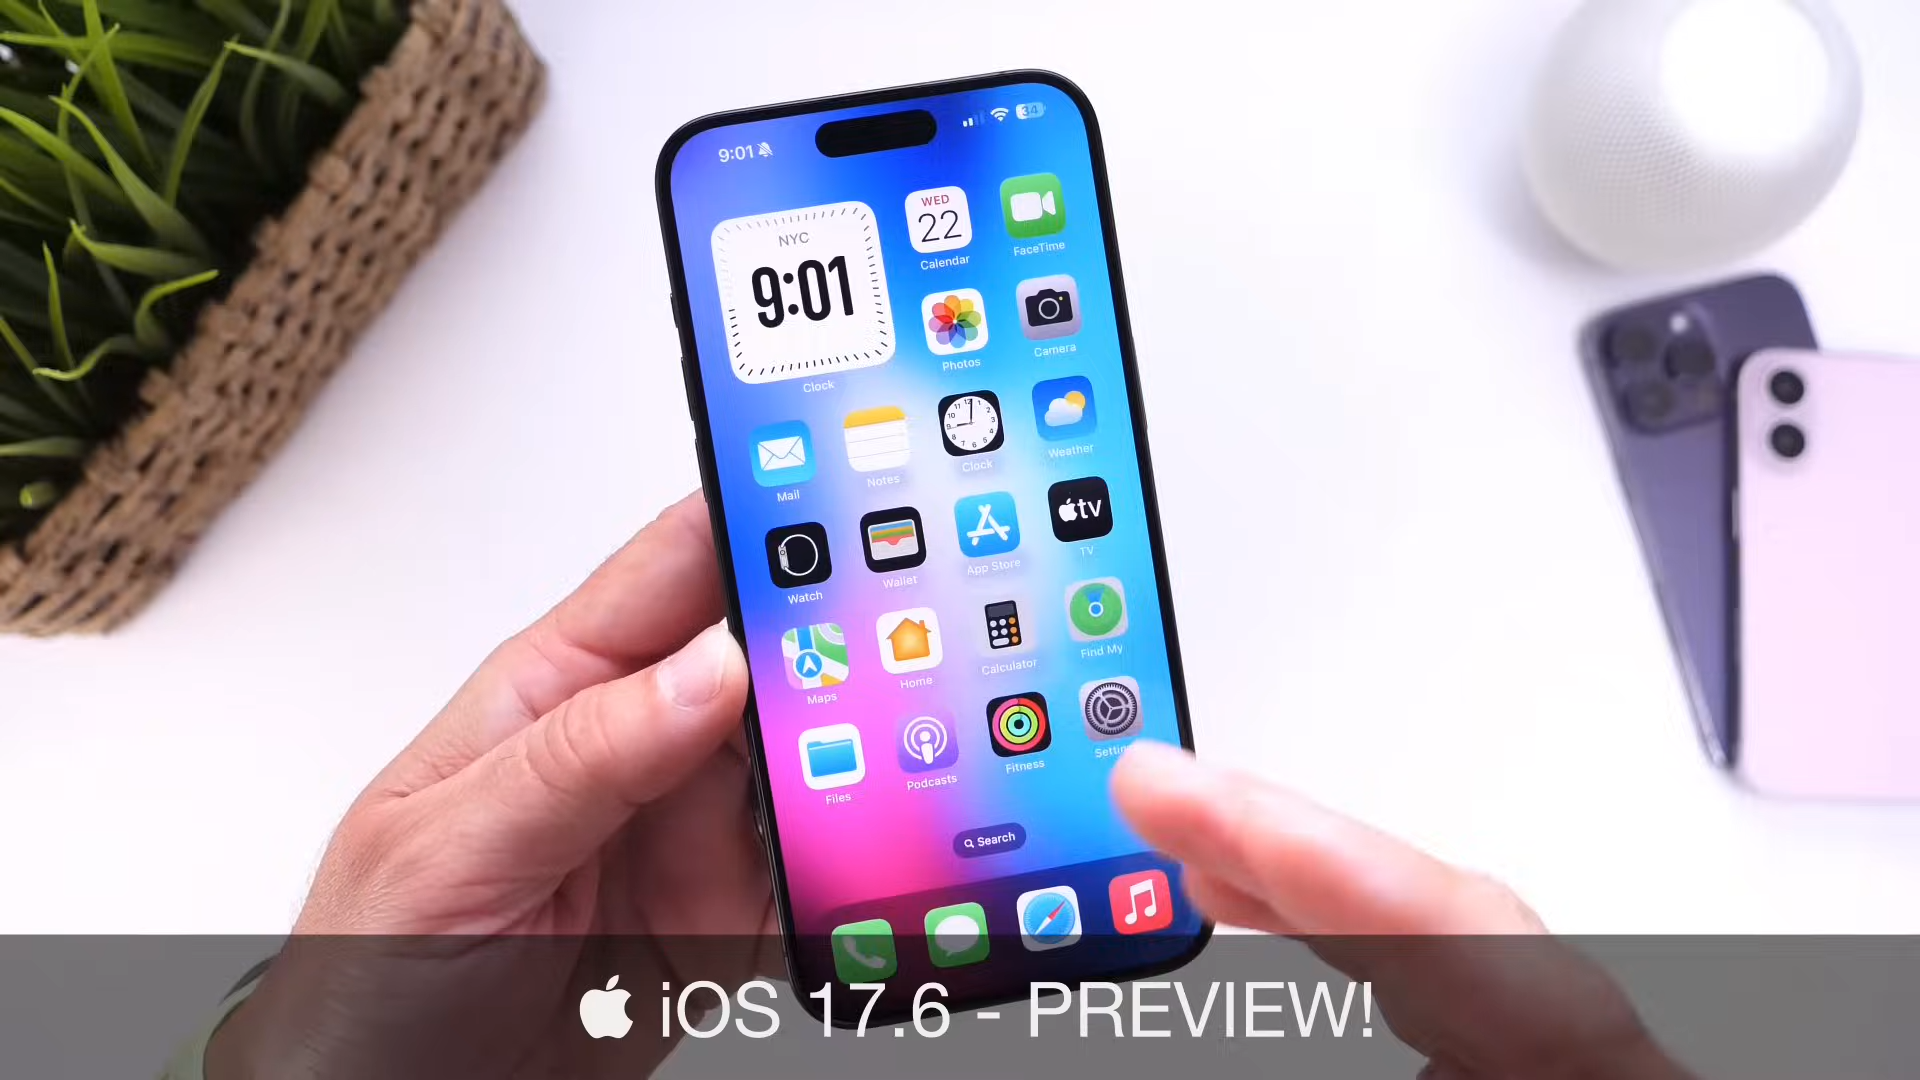 9:01
34
WED
22
Calendar
FaceTime
NYC
9:01
Clock
Photos
Camera
Mail
Notes
Clock
Weather
Watch
Wallet
App Store
tv
TV
Maps
Home
Calculator
Find My
Files
Podcasts
Fitness
Search
iOS 17.6 - PREVIEW!